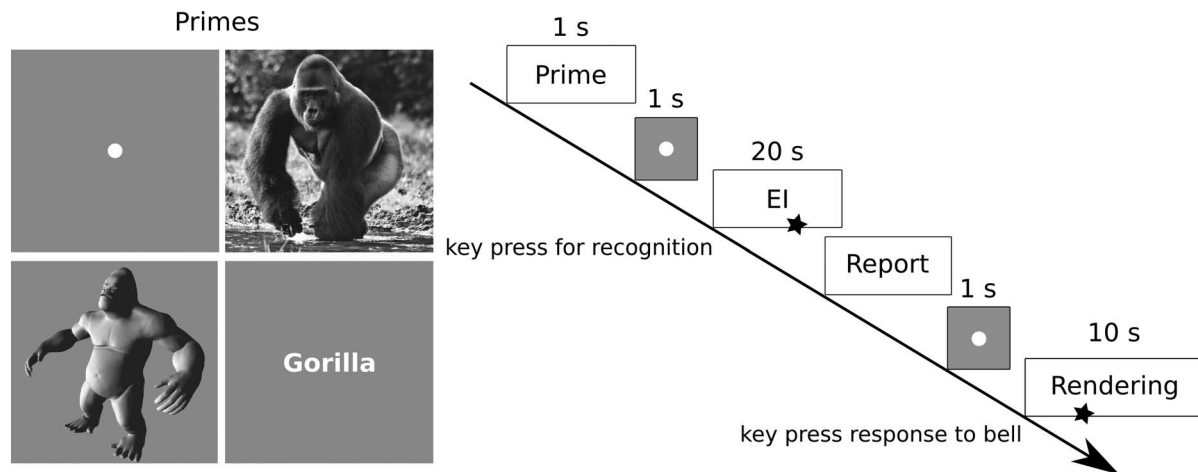 Primes
Gorilla
1 s
Prime
1 s
20 s
EI
key press for recognition
Report
1 s
10 s
Rendering
key press response to bell